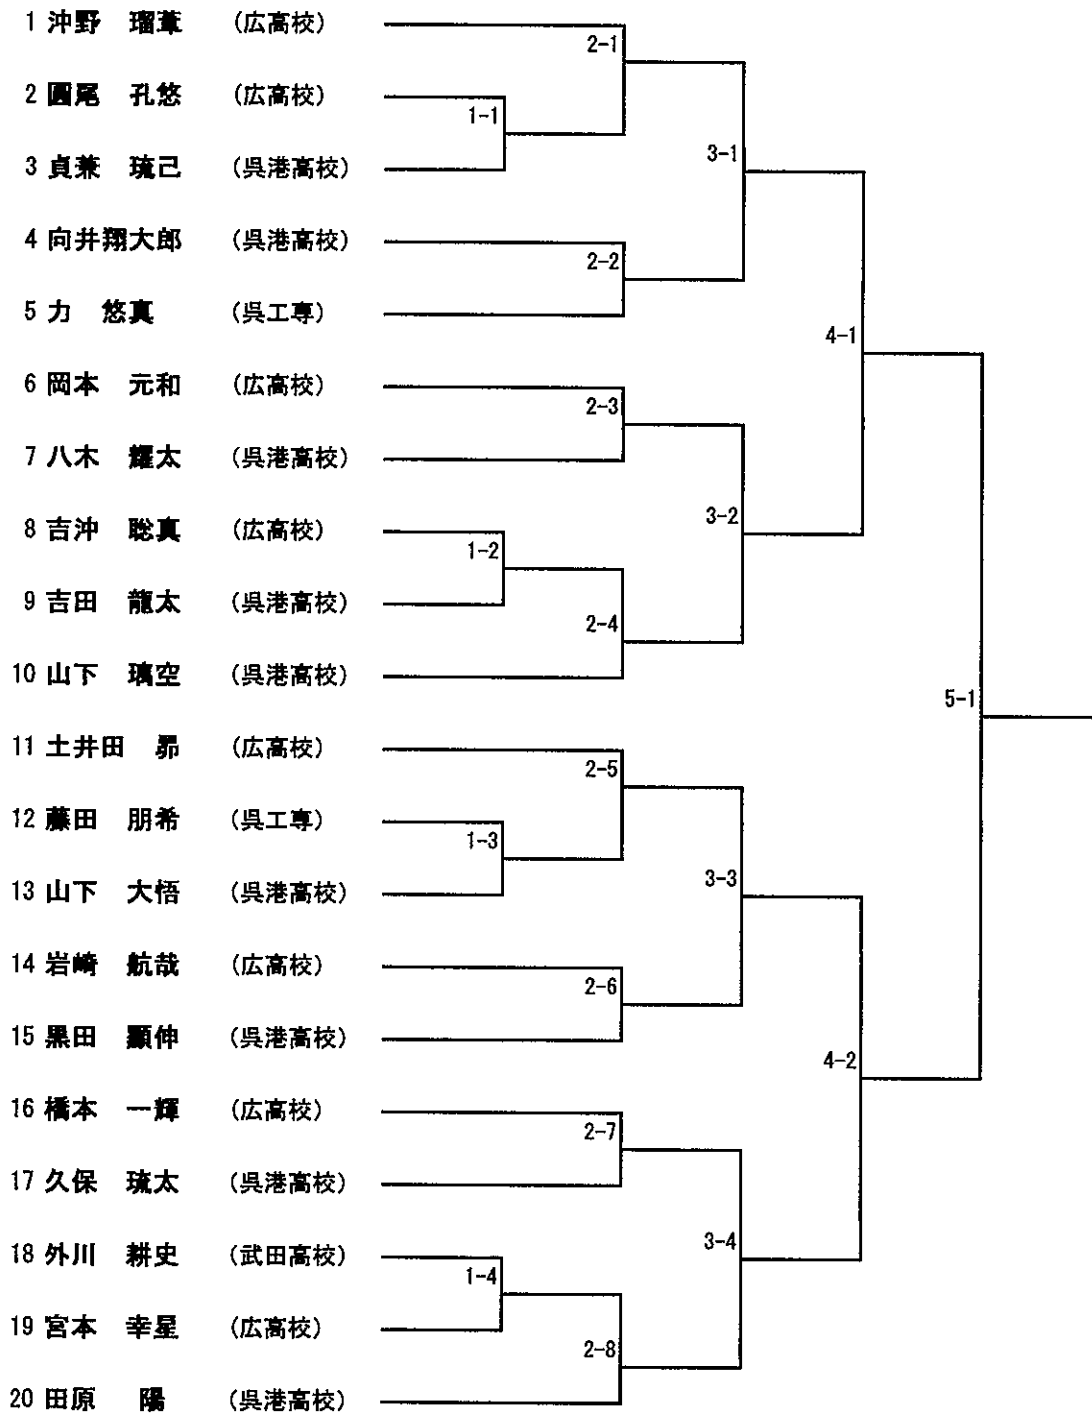 1 沖野 瑠葦 (広高校)
2-1
2 圓尾 孔悠 (広高校)
1-1
3 貞兼 琉己 (呉港高校)
3-1
4 向井翔大郎 (呉港高校)
2-2
5 力 悠真 (呉工専)
4-1
6 岡本 元和 (広高校)
2-3
7 八木 耀太 (呉港高校)
3-2
8 吉沖 聡真 (広高校)
1-2
9 吉田 龍太 (呉港高校)
2-4
10 山下 璃空 (呉港高校)
5-1
11 土井田 昴 (広高校)
2-5
12 藤田 朋希 (呉工専)
1-3
13 山下 大悟 (呉港高校)
3-3
14 岩崎 航哉 (広高校)
2-6
15 黒田 顕伸 (呉港高校)
4-2
16 橋本 一輝 (広高校)
2-7
17 久保 琉太 (呉港高校)
3-4
18 外川 耕史 (武田高校)
1-4
19 宮本 幸星 (広高校)
2-8
20 田原 陽 (呉港高校)